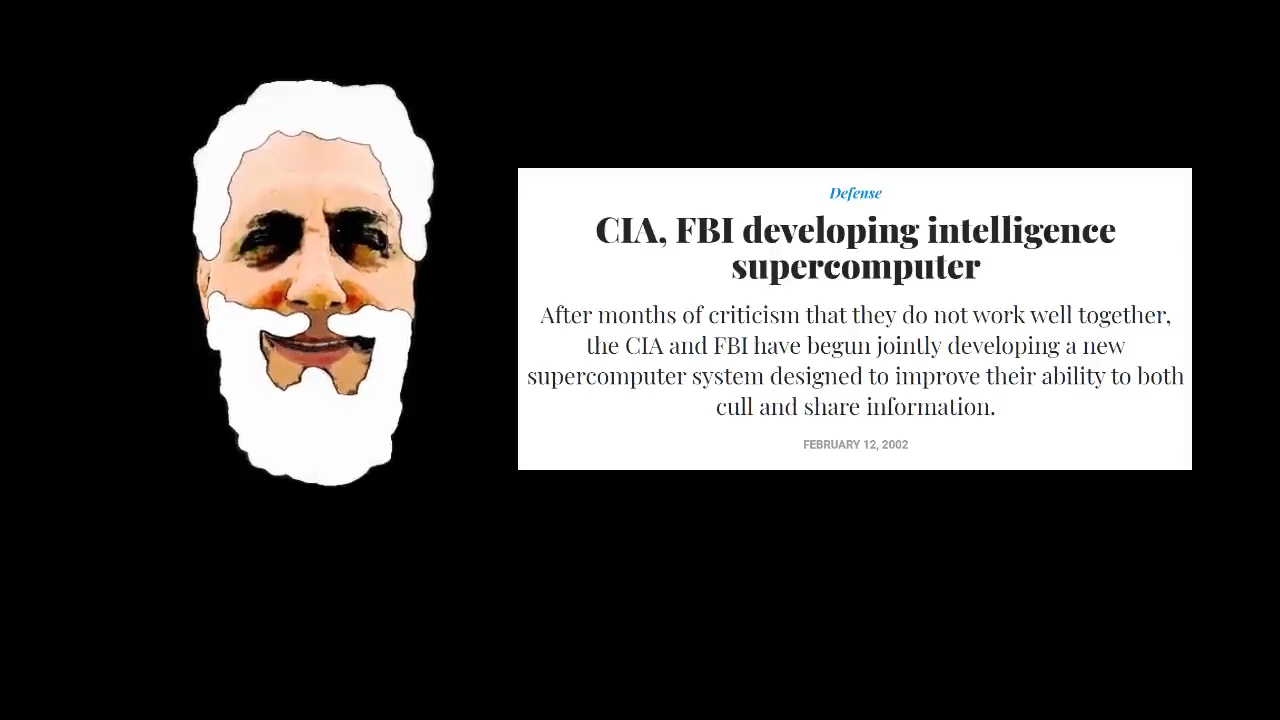 Defense
CIA, FBI developing intelligence
supercomputer
After months of criticism that they do not work well together,
the CIA and FBI have begun jointly developing a new
supercomputer system designed to improve their ability to both
cull and share information.
FEBRUARY 12, 2002